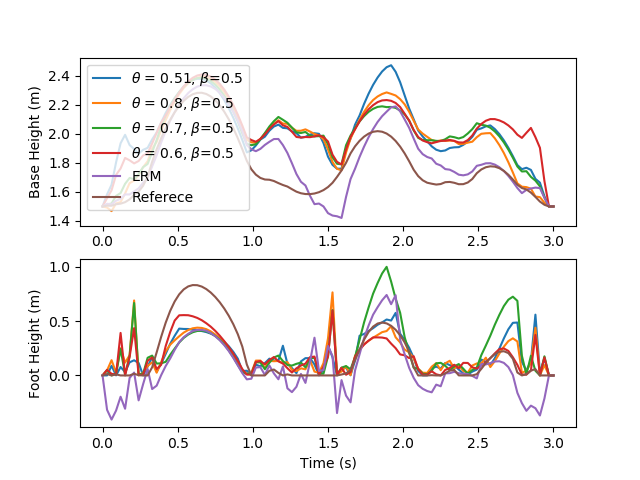 Base Height (m)
2.4
2.2
2.0
1.8
1.6
1.4
θ = 0.51, β=0.5
θ = 0.8, β=0.5
θ = 0.7, β=0.5
θ = 0.6, β=0.5
ERM
Referece
0.0 0.5 1.0 1.5 2.0 2.5 3.0
Foot Height (m)
1.0
0.5
0.0
0.0 0.5 1.0 1.5 2.0 2.5 3.0
Time (s)